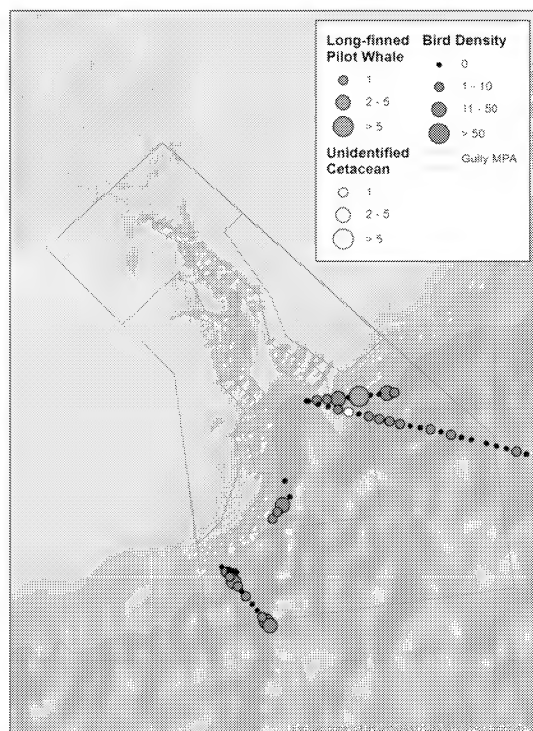 Long-finned
Pilot Whale
1
2 - 5
> 5
Unidentified
Cetacean
1
2 - 5
> 5
Bird Density
0
1 - 10
11 - 50
> 50
Gully MPA